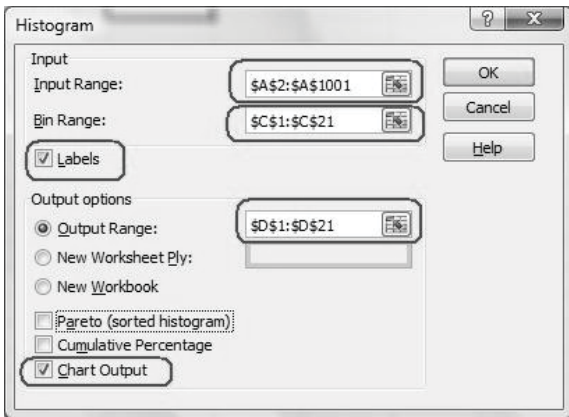 Histogram
Input
Input Range:
$A$2:$A$1001
Bin Range:
$C$1:$C$21
Labels
Output options
Output Range:
$D$1:$D$21
New Worksheet Ply:
New Workbook
Pareto (sorted histogram)
Cumulative Percentage
Chart Output
?
X
OK
Cancel
Help